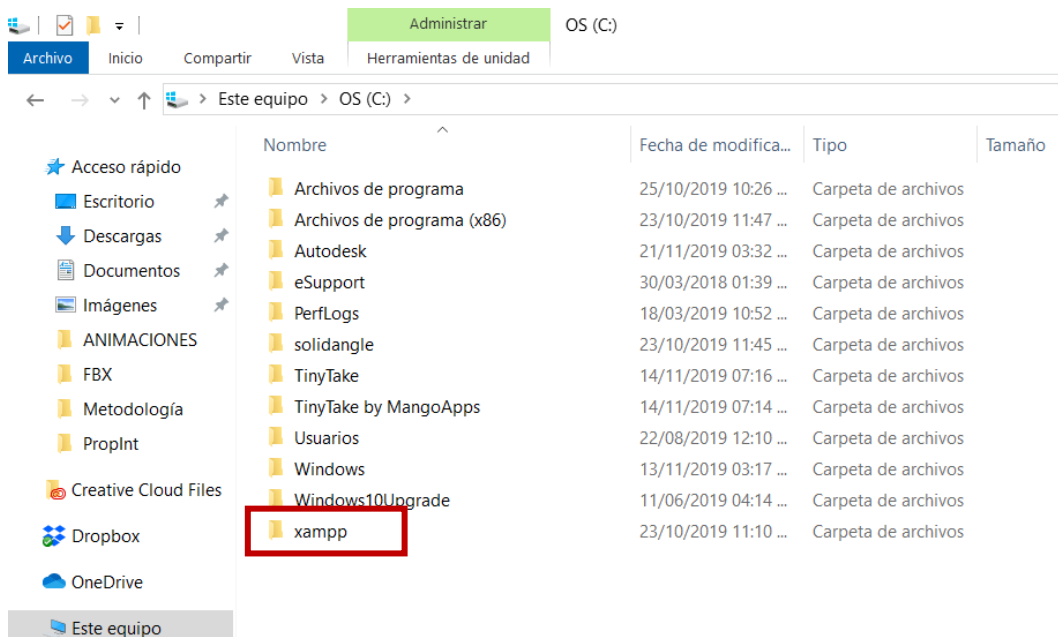 Administrar OS (C:)
Archivo Inicio Compartir Vista Herramientas de unidad
Este equipo > OS (C:) >
Nombre Fecha de modifica... Tipo Tamaño
Acceso rápido
Escritorio
Descargas
Documentos
Imágenes
ANIMACIONES
FBX
Metodología
PropInt
Creative Cloud Files
Dropbox
OneDrive
Este equipo
Archivos de programa 25/10/2019 10:26 ... Carpeta de archivos
Archivos de programa (x86) 23/10/2019 11:47 ... Carpeta de archivos
Autodesk 21/11/2019 03:32 ... Carpeta de archivos
eSupport 30/03/2018 01:39 ... Carpeta de archivos
PerfLogs 18/03/2019 10:52 ... Carpeta de archivos
solidangle 23/10/2019 11:45 ... Carpeta de archivos
TinyTake 14/11/2019 07:16 ... Carpeta de archivos
TinyTake by MangoApps 14/11/2019 07:14 ... Carpeta de archivos
Usuarios 22/08/2019 12:10 ... Carpeta de archivos
Windows 13/11/2019 03:17 ... Carpeta de archivos
Windows10Upgrade 11/06/2019 04:14 ... Carpeta de archivos
xampp 23/10/2019 11:10 ... Carpeta de archivos